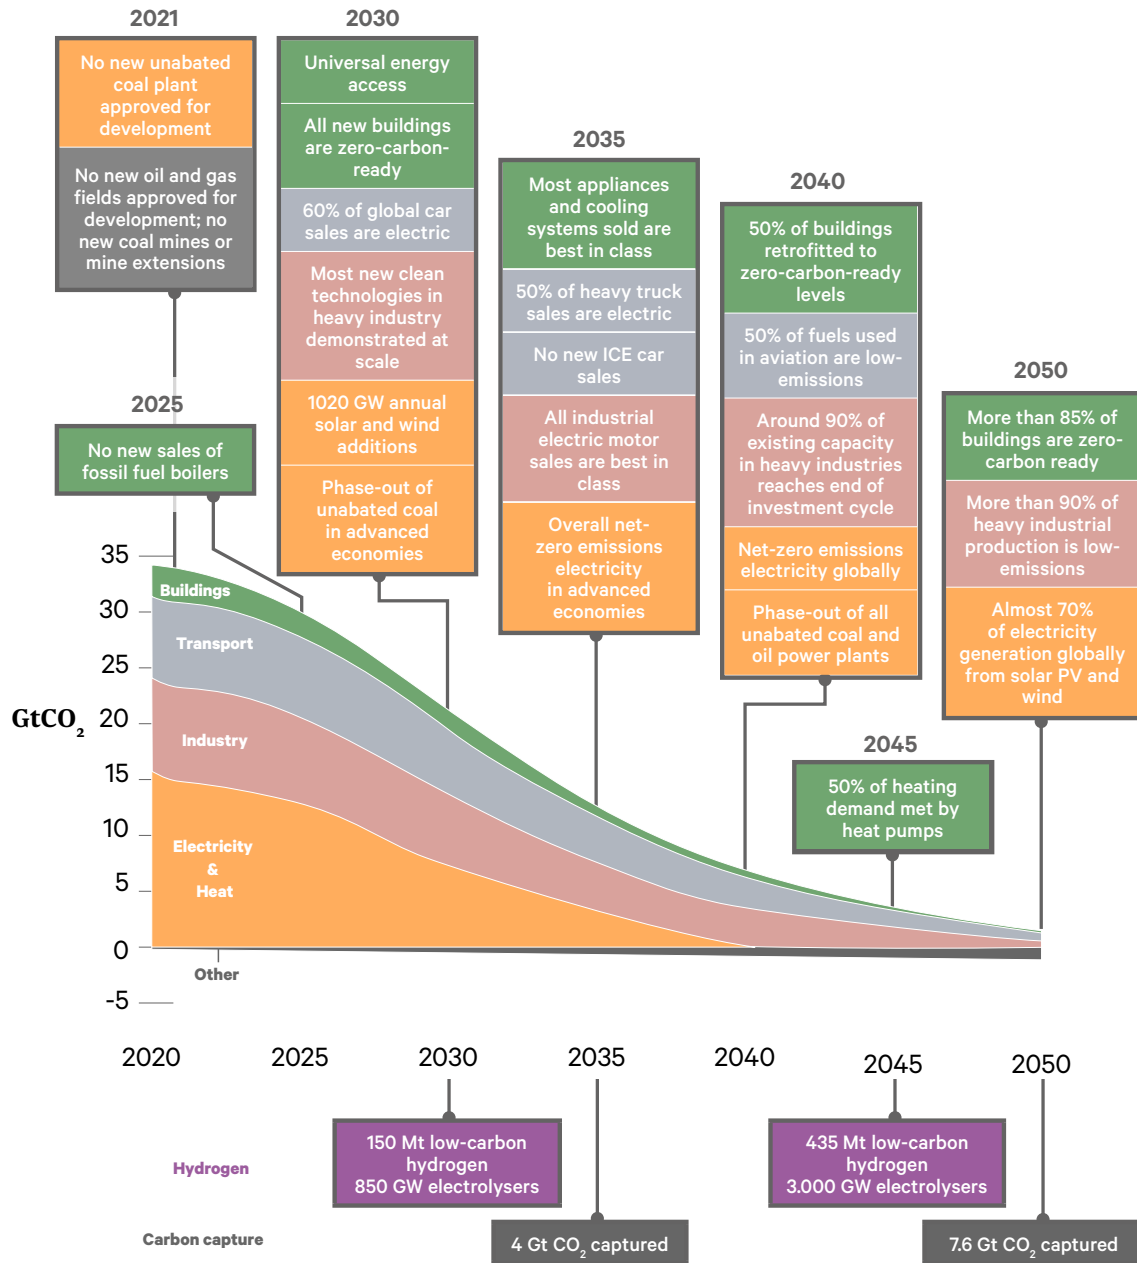 2021
No new unabated
coal plant
approved for
development
No new oil and gas
fields approved for
development; no
new coal mines or
mine extensions
2025
No new sales of
fossil fuel boilers
2030
Universal energy
access
All new buildings
are zero-carbon-
ready
60% of global car
sales are electric
Most new clean
technologies in
heavy industry
demonstrated at
scale
1020 GW annual
solar and wind
additions
Phase-out of
unabated coal
in advanced
economies
2035
Most appliances
and cooling
systems sold are
best in class
50% of heavy truck
sales are electric
No new ICE car
sales
All industrial
electric motor
sales are best in
class
Overall net-
zero emissions
electricity
in advanced
economies
2040
50% of buildings
retrofitted to
zero-carbon-ready
levels
50% of fuels used
in aviation are low-
emissions
Around 90% of
existing capacity
in heavy industries
reaches end of
investment cycle
Net-zero emissions
electricity globally
Phase-out of all
unabated coal and
oil power plants
2045
50% of heating
demand met by
heat pumps
2050
More than 85% of
buildings are zero-
carbon ready
More than 90% of
heavy industrial
production is low-
emissions
Almost 70%
of electricity
generation globally
from solar PV and
wind
GtCO₂
35
30
25
20
15
10
5
0
-5
Buildings
Transport
Industry
Electricity
&
Heat
Other
2020
2025
2030
2035
2040
2045
2050
Hydrogen
150 Mt low-carbon
hydrogen
850 GW electrolysers
435 Mt low-carbon
hydrogen
3.000 GW electrolysers
Carbon capture
4 Gt CO₂ captured
7.6 Gt CO₂ captured